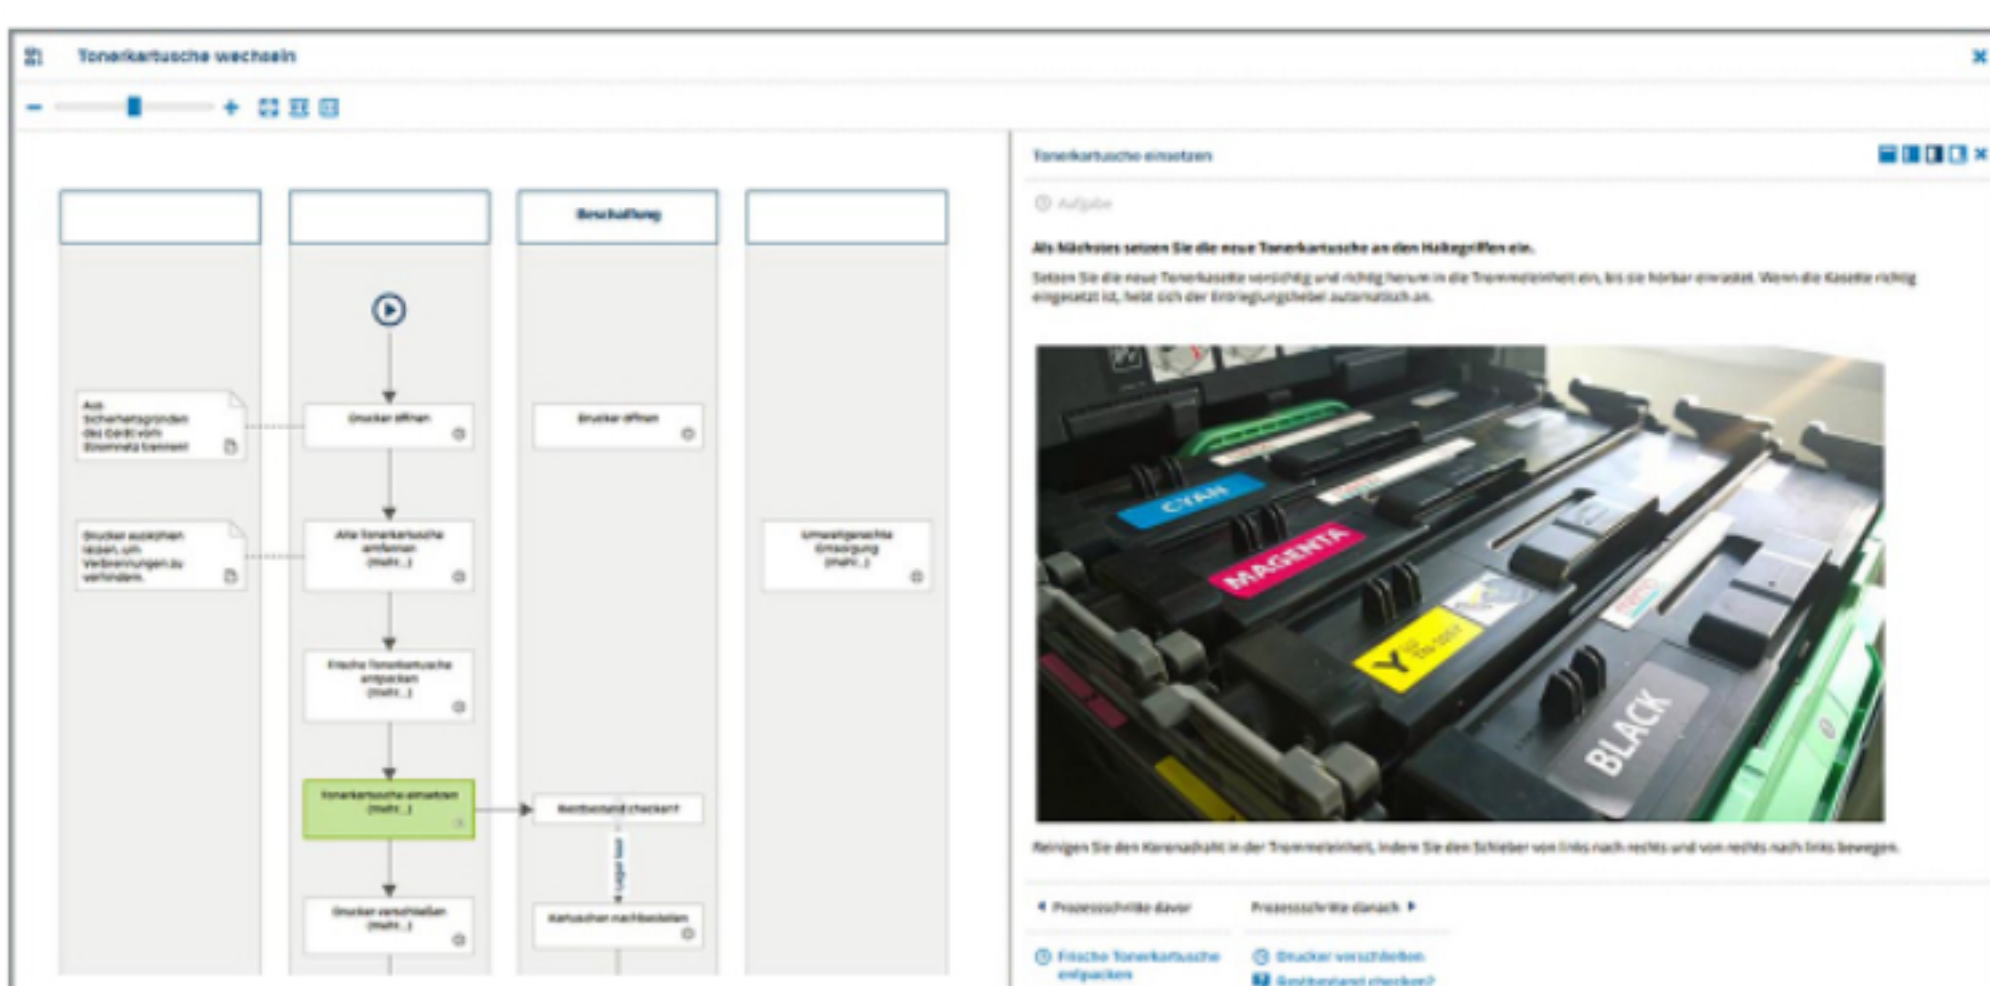 Tonerkartusche wechseln
Tonerkartusche einsetzen
Aufgabe
Als Nächstes setzen Sie die neue Tonerkartusche an den Haltegriffen ein.
Setzen Sie die neue Tonerkasette vorsichtig und richtig herum in die Trommeleinheit ein, bis sie hörbar einrastet. Wenn die Kasette richtig
eingesetzt ist, hebt sich der Entrieglungshebel automatisch an.
Beschaffung
Aus
Sicherheitsgründen
das Gerät vom
Stromnetz trennen!
Drucker öffnen
Drucker öffnen
Drucker auskühlen
lassen, um
Verbrennungen zu
verhindern.
Alte Tonerkartusche
entfernen
(mehr...)
Umweltgerechte
Entsorgung
(mehr...)
Frische Tonerkartusche
entpacken
(mehr...)
Tonerkartusche einsetzen
(mehr...)
Restbestand checken?
Lager leer
Drucker verschließen
(mehr...)
Kartuschen nachbestellen
CYAN
MAGENTA
Y
BLACK
Reinigen Sie den Koronadraht in der Trommeleinheit, indem Sie den Schieber von links nach rechts und von rechts nach links bewegen.
Prozessschritte davor
Prozessschritte danach
Frische Tonerkartusche
entpacken
Drucker verschließen
Restbestand checken?